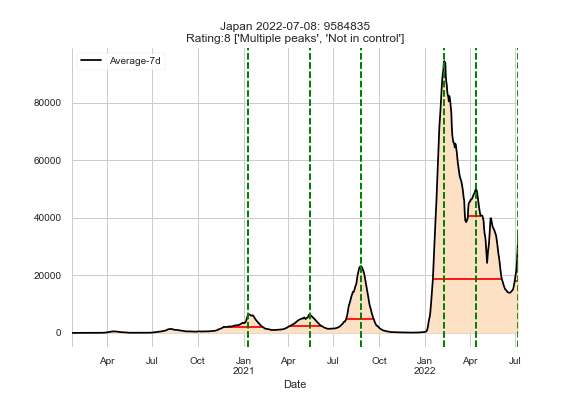 Japan 2022-07-08: 9584835
Rating:8 ['Multiple peaks', 'Not in control']
Average-7d
80000
60000
40000
20000
0
Apr Jul Oct Jan Apr Jul Oct Jan Apr Jul
2021 2022
Date